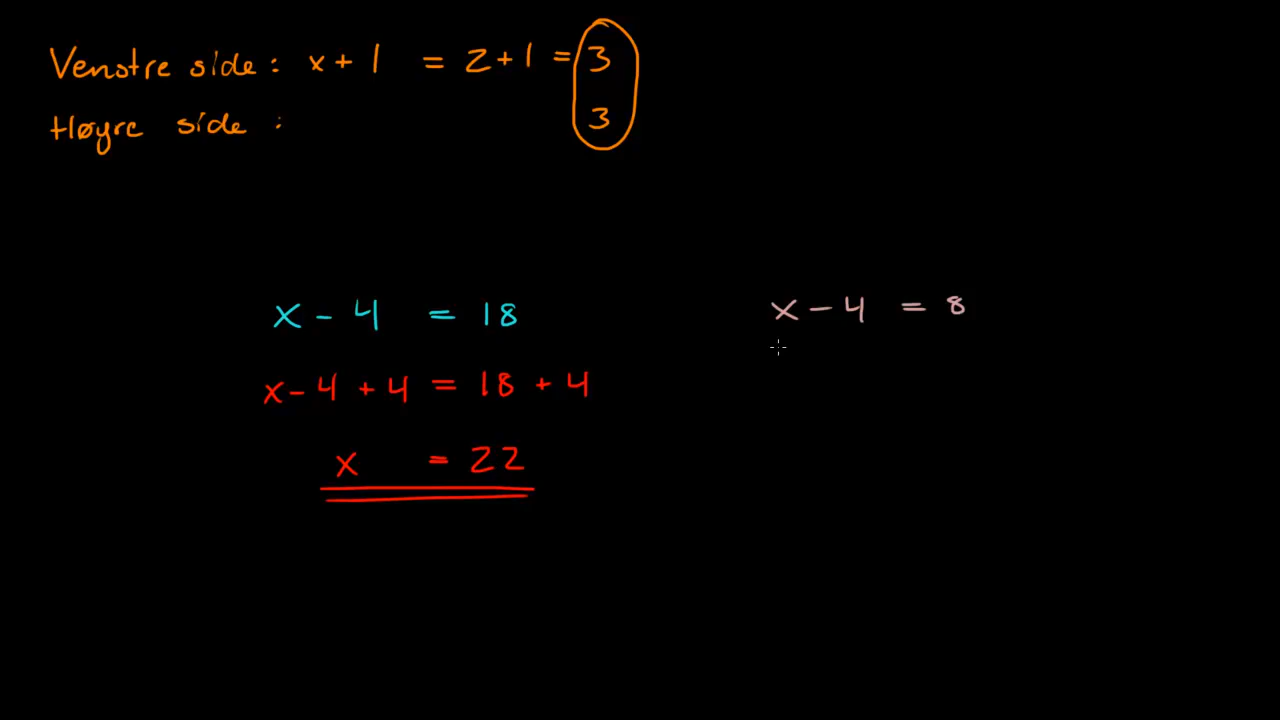 Venstre side: x + 1 = 2 + 1 = 3
Høyre side: 3
x - 4 = 18
x - 4 + 4 = 18 + 4
x = 22
x - 4 = 8